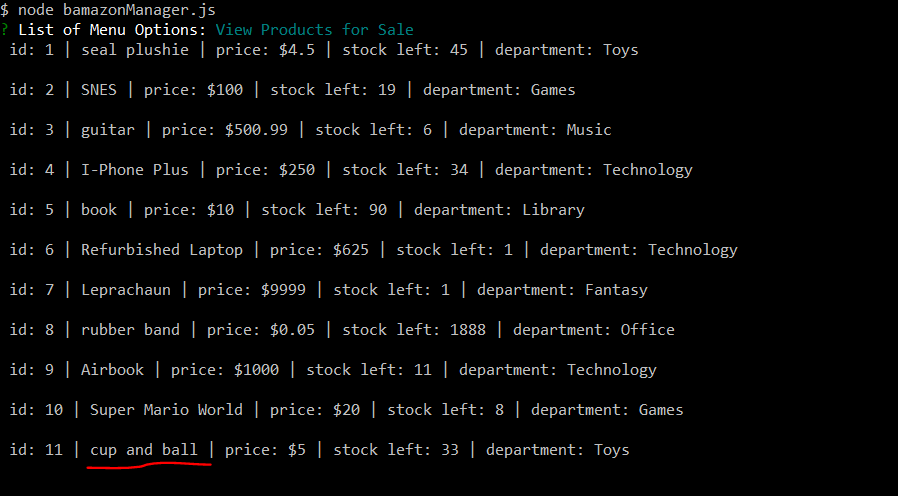 $ node bamazonManager.js
? List of Menu Options: View Products for Sale
id: 1 | seal plushie | price: $4.5 | stock left: 45 | department: Toys
id: 2 | SNES | price: $100 | stock left: 19 | department: Games
id: 3 | guitar | price: $500.99 | stock left: 6 | department: Music
id: 4 | I-Phone Plus | price: $250 | stock left: 34 | department: Technology
id: 5 | book | price: $10 | stock left: 90 | department: Library
id: 6 | Refurbished Laptop | price: $625 | stock left: 1 | department: Technology
id: 7 | Leprachaun | price: $9999 | stock left: 1 | department: Fantasy
id: 8 | rubber band | price: $0.05 | stock left: 1888 | department: Office
id: 9 | Airbook | price: $1000 | stock left: 11 | department: Technology
id: 10 | Super Mario World | price: $20 | stock left: 8 | department: Games
id: 11 | cup and ball | price: $5 | stock left: 33 | department: Toys